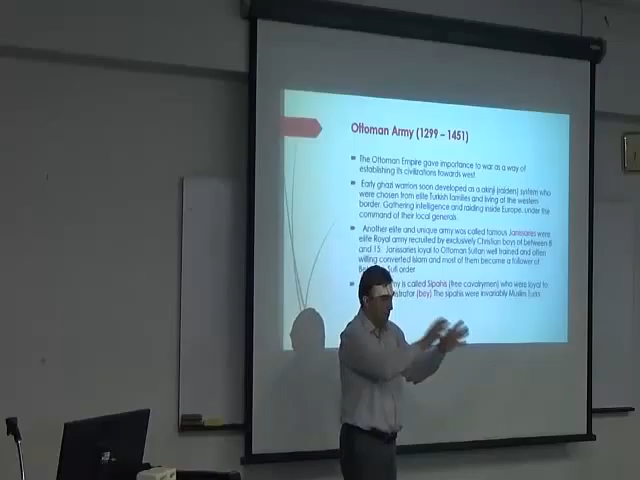 Ottoman Army (1299 – 1451)
The Ottoman Empire gave importance to war as a way of
establishing its civilizations towards west.
Early ghazi warriors soon developed as a akinji (raiders) system who
were chosen from elite Turkish families and living at the western
border. Gathering intelligence and raiding inside Europe, under the
command of their local generals.
Another elite and unique army was called famous Janissaries were
elite Royal army recruited by exclusively Christian boys of between 8
and 15. Janissaries loyal to Ottoman Sultan well trained and often
willing converted Islam and most of them become a follower of
Sufi order
is called Sipahis (free cavalrymen) who were loyal to
(bey) The sipahis were invariably Muslim Turks